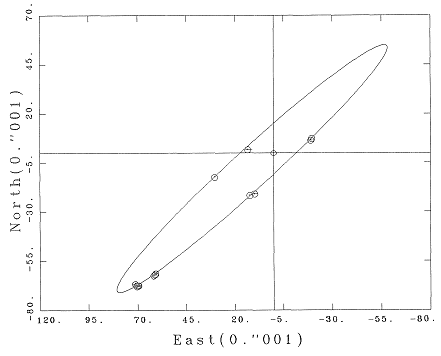 70.
45.
20.
-5.
-30.
-55.
-80.
North(0."001)
-120. 95. 70. 45. 20. -5. -30. -55. -80.
East(0."001)